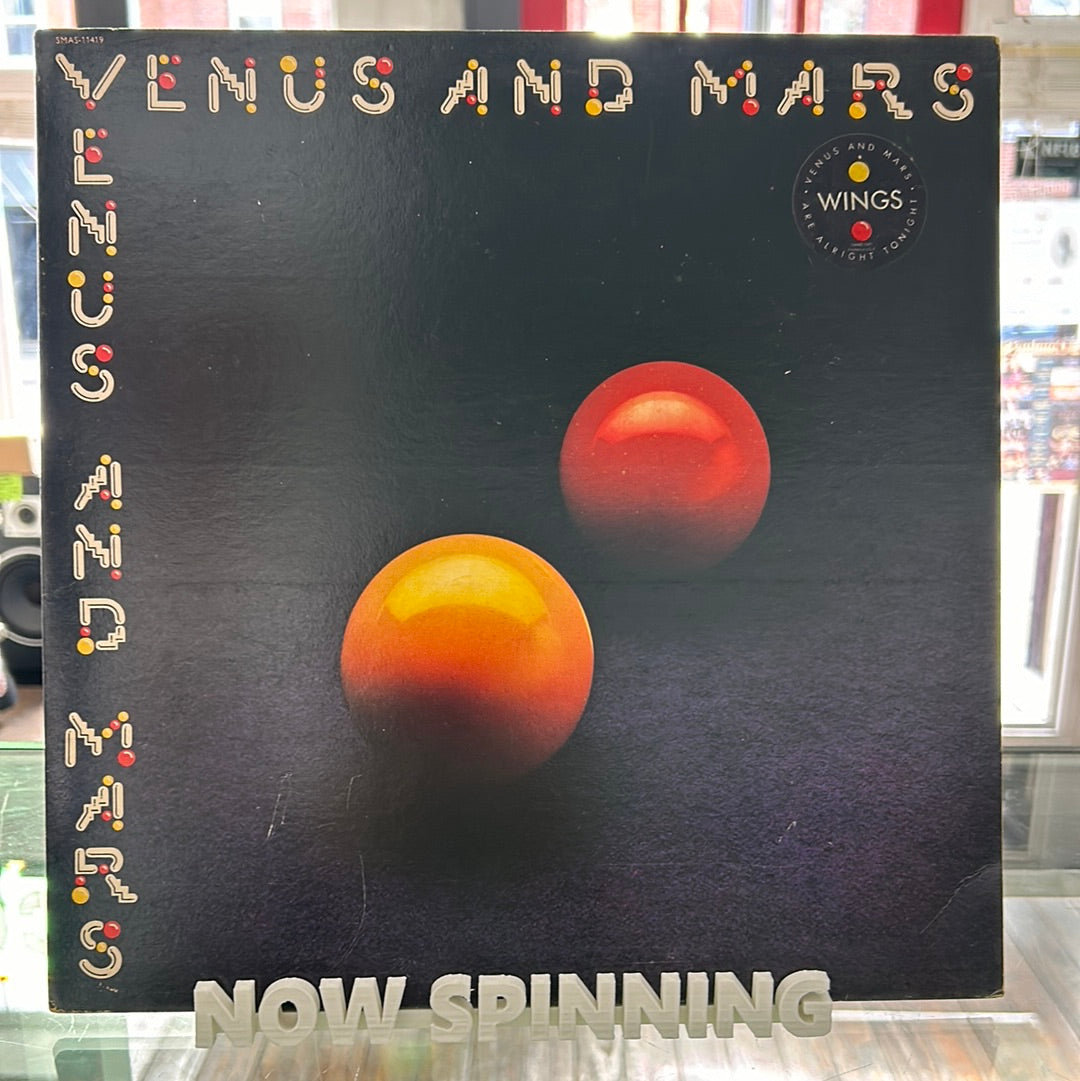 SMAS-11419
VENUS AND MARS
VENUS AND MARS
VENUS AND MARS
WINGS
ARE ALRIGHT TONIGHT
NOW SPINNING